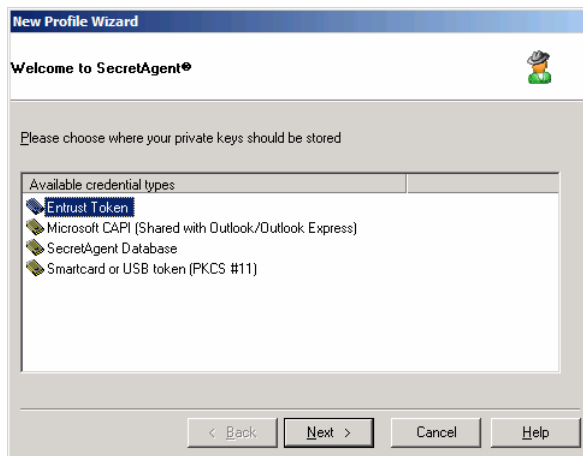 New Profile Wizard
Welcome to SecretAgent®
Please choose where your private keys should be stored
Available credential types
Entrust Token
Microsoft CAPI (Shared with Outlook/Outlook Express)
SecretAgent Database
Smartcard or USB token (PKCS #11)
< Back Next > Cancel Help